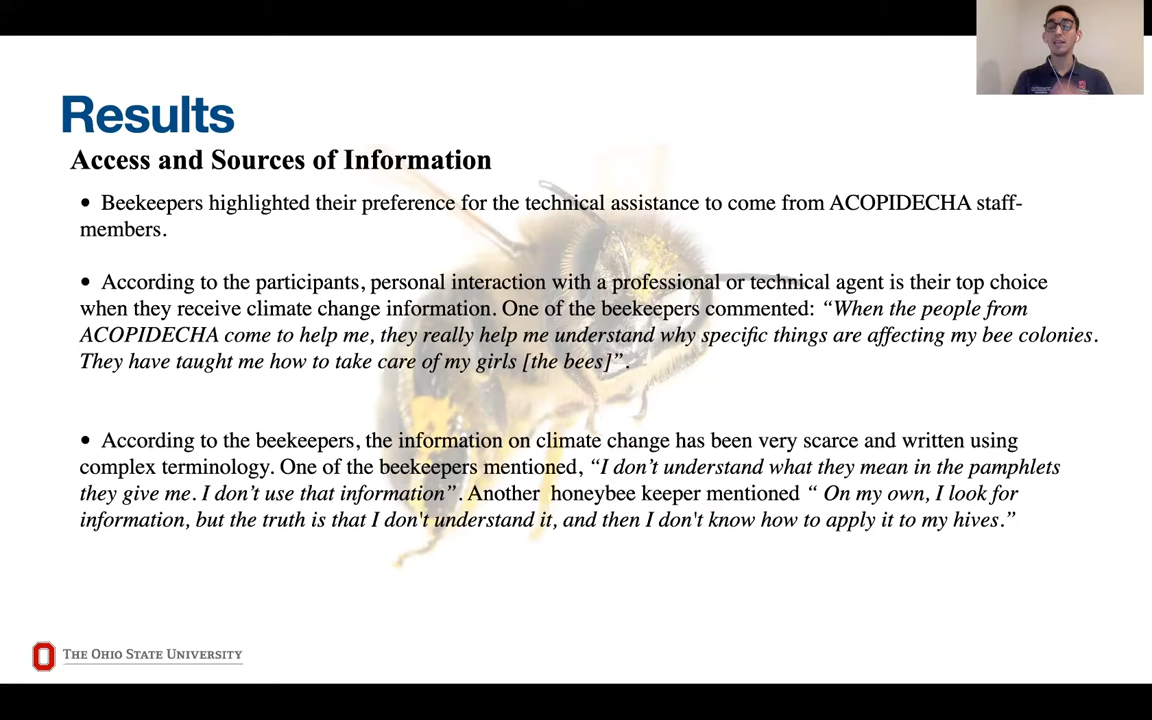 Results
Access and Sources of Information
• Beekeepers highlighted their preference for the technical assistance to come from ACOPIDECHA staff-
members.
• According to the participants, personal interaction with a professional or technical agent is their top choice
when they receive climate change information. One of the beekeepers commented: “When the people from
ACOPIDECHA come to help me, they really help me understand why specific things are affecting my bee colonies.
They have taught me how to take care of my girls [the bees]”.
• According to the beekeepers, the information on climate change has been very scarce and written using
complex terminology. One of the beekeepers mentioned, “I don’t understand what they mean in the pamphlets
they give me. I don’t use that information”. Another honeybee keeper mentioned “ On my own, I look for
information, but the truth is that I don't understand it, and then I don't know how to apply it to my hives.”
THE OHIO STATE UNIVERSITY